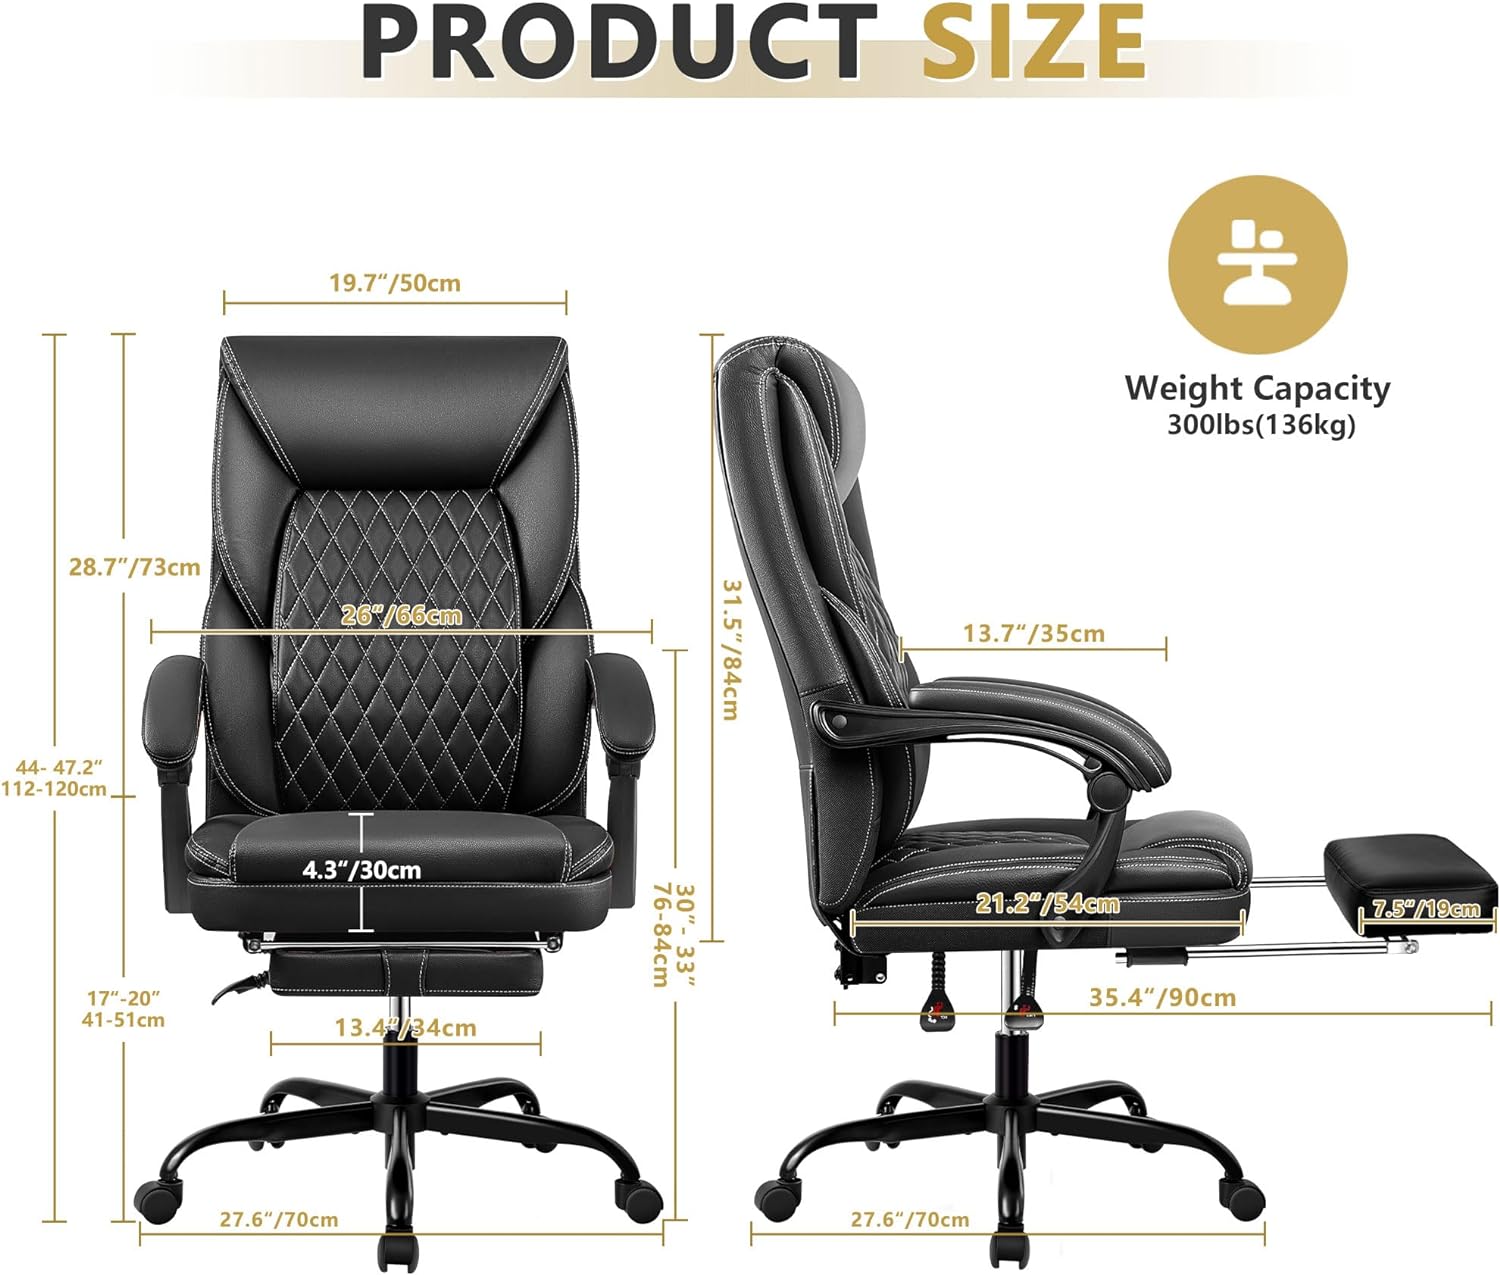 PRODUCT SIZE
Weight Capacity
300lbs(136kg)
19.7“/50cm
28.7”/73cm
26“/66cm
44- 47.2“
112-120cm
4.3“/30cm
17“-20”
41-51cm
13.4“/34cm
30”- 33”
76-84cm
27.6“/70cm
31.5”/84cm
13.7“/35cm
21.2“/54cm
7.5“/19cm
35.4“/90cm
27.6“/70cm